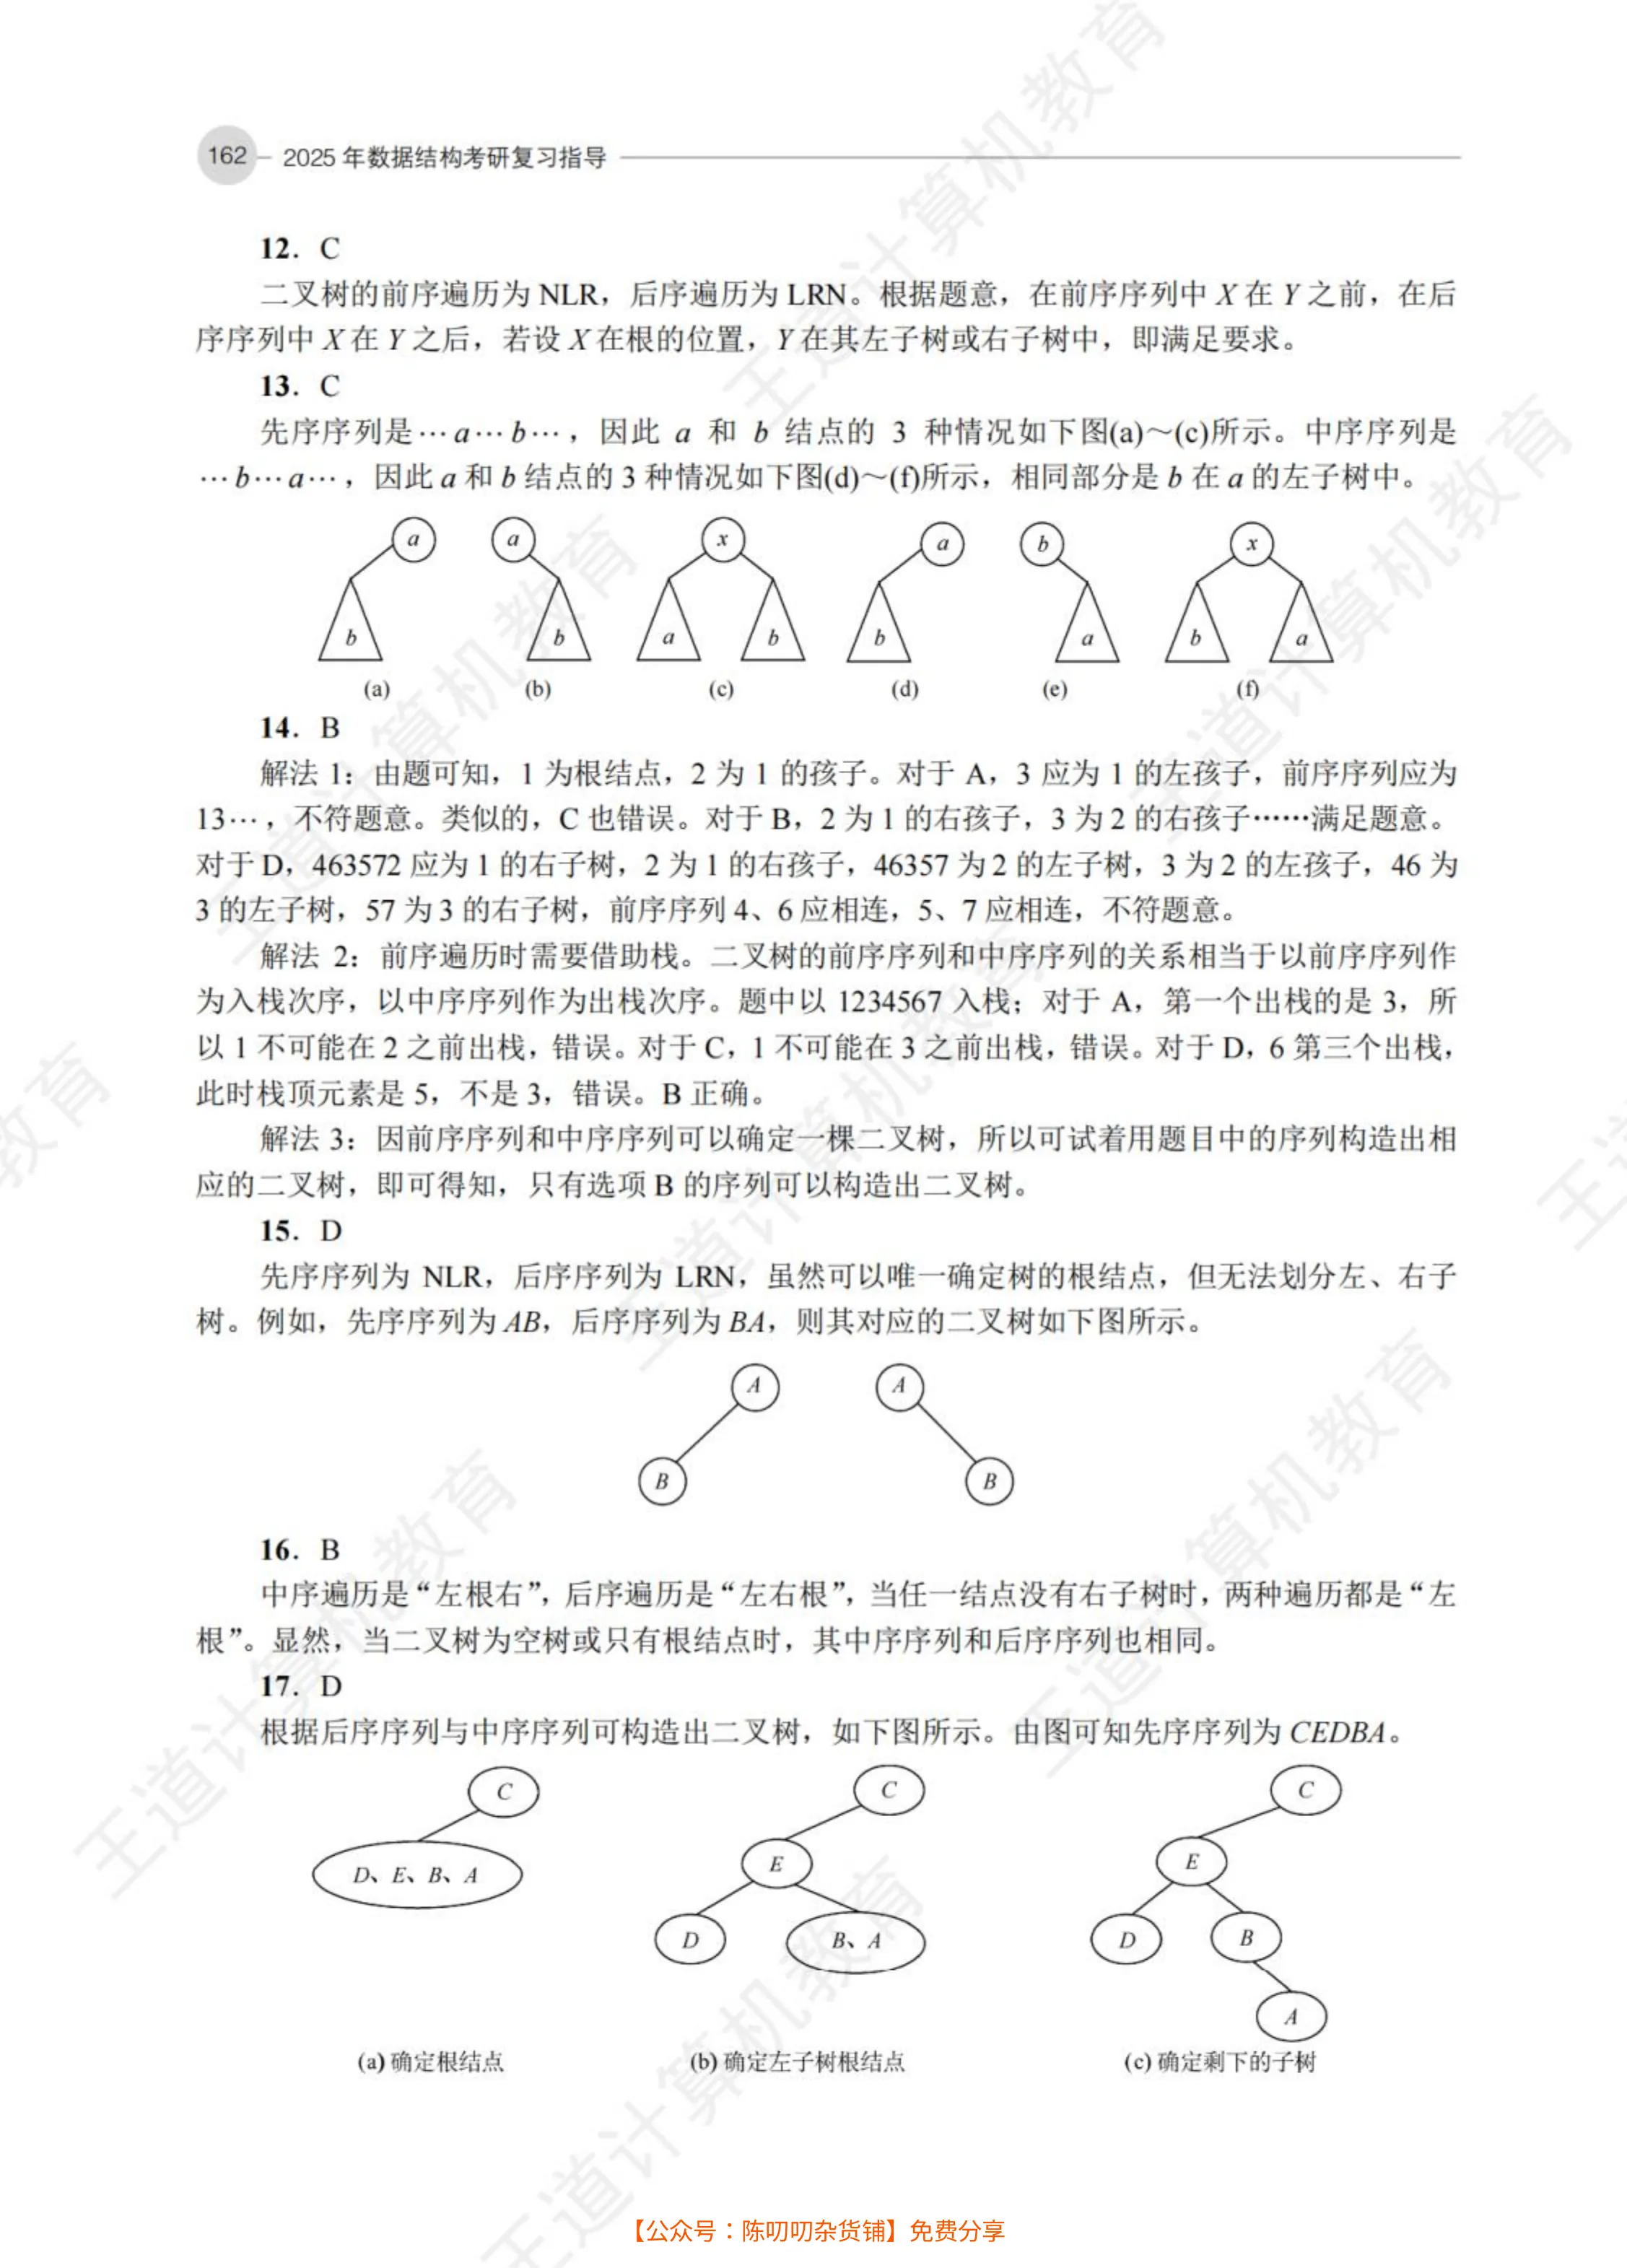 162 2025 年数据结构考研复习指导
12. C
二叉树的前序遍历为 NLR，后序遍历为 LRN。根据题意，在前序序列中 X 在 Y 之前，在后
序序列中 X 在 Y 之后，若设 X 在根的位置，Y 在其左子树或右子树中，即满足要求。
13. C
先序序列是⋯a⋯b⋯，因此 a 和 b 结点的 3 种情况如下图(a)～(c)所示。中序序列是
⋯b⋯a⋯，因此 a 和 b 结点的 3 种情况如下图(d)～(f)所示，相同部分是 b 在 a 的左子树中。
a a x a b x
b b a b b a b a
(a) (b) (c) (d) (e) (f)
14. B
解法 1：由题可知，1 为根结点，2 为 1 的孩子。对于 A，3 应为 1 的左孩子，前序序列应为
13⋯，不符题意。类似的，C 也错误。对于 B，2 为 1 的右孩子，3 为 2 的右孩子⋯⋯满足题意。
对于 D，463572 应为 1 的右子树，2 为 1 的右孩子，46357 为 2 的左子树，3 为 2 的左孩子，46 为
3 的左子树，57 为 3 的右子树，前序序列 4、6 应相连，5、7 应相连，不符题意。
解法 2：前序遍历时需要借助栈。二叉树的前序序列和中序序列的关系相当于以前序序列作
为入栈次序，以中序序列作为出栈次序。题中以 1234567 入栈；对于 A，第一个出栈的是 3，所
以 1 不可能在 2 之前出栈，错误。对于 C，1 不可能在 3 之前出栈，错误。对于 D，6 第三个出栈，
此时栈顶元素是 5，不是 3，错误。B 正确。
解法 3：因前序序列和中序序列可以确定一棵二叉树，所以可试着用题目中的序列构造出相
应的二叉树，即可得知，只有选项 B 的序列可以构造出二叉树。
15. D
先序序列为 NLR，后序序列为 LRN，虽然可以唯一确定树的根结点，但无法划分左、右子
树。例如，先序序列为 AB，后序序列为 BA，则其对应的二叉树如下图所示。
A A
B B
16. B
中序遍历是“左根右”，后序遍历是“左右根”，当任一结点没有右子树时，两种遍历都是“左
根”。显然，当二叉树为空树或只有根结点时，其中序序列和后序序列也相同。
17. D
根据后序序列与中序序列可构造出二叉树，如下图所示。由图可知先序序列为 CEDBA。
C C C
D、E、B、A E E
D B、A D B
A
(a) 确定根结点 (b) 确定左子树根结点 (c) 确定剩下的子树
【公众号：陈叨叨杂货铺】免费分享
王道计算机教育